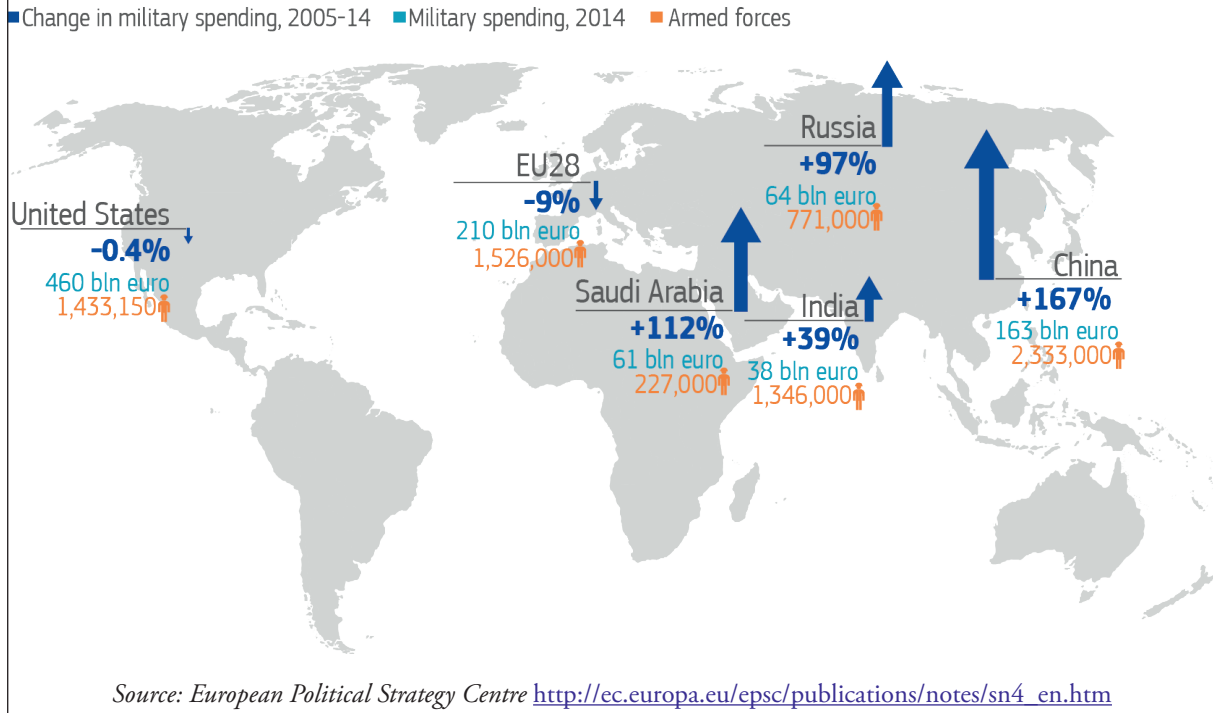 Change in military spending, 2005-14 Military spending, 2014 Armed forces
United States
-0.4%
460 bln euro
1,433,150
EU28
-9%
210 bln euro
1,526,000
Saudi Arabia
+112%
61 bln euro
227,000
Russia
+97%
64 bln euro
771,000
India
+39%
38 bln euro
1,346,000
China
+167%
163 bln euro
2,333,000
Source: European Political Strategy Centre http://ec.europa.eu/epsc/publications/notes/sn4_en.htm